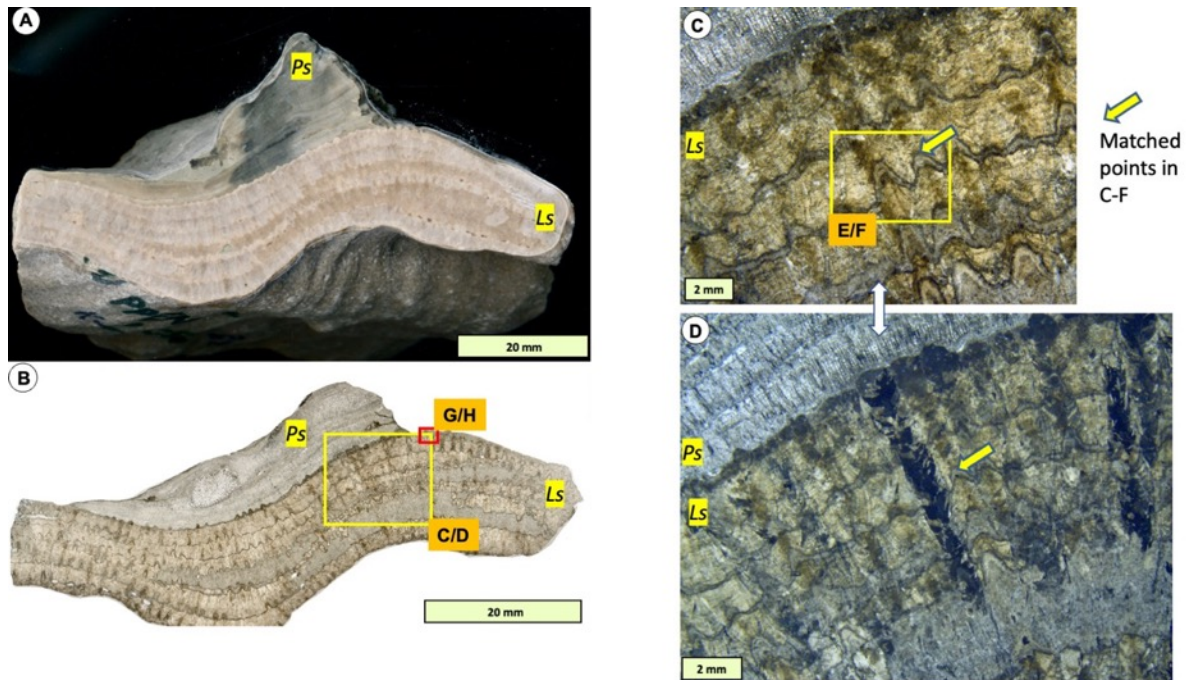 A
Ps
Ls
20 mm
B
G/H
Ps
Ls
C/D
20 mm
C
Ls
E/F
2 mm
Matched
points in
C-F
D
Ps
Ls
2 mm